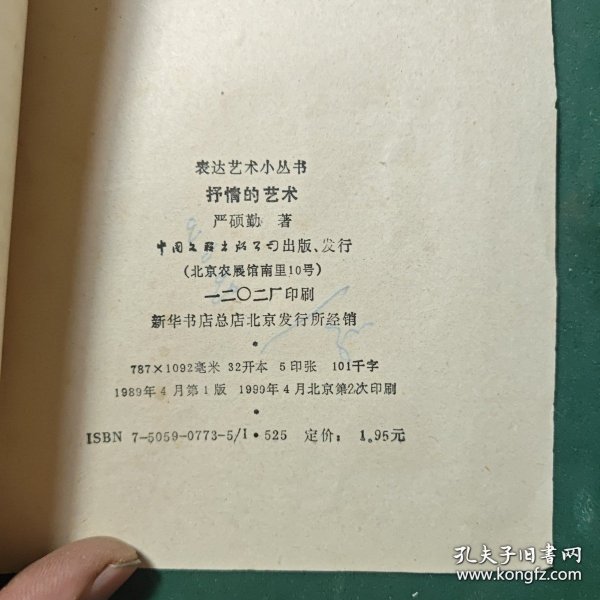 表达艺术小丛书
抒情的艺术
严硕勤 著
中国文联出版公司出版、发行
(北京农展馆南里10号)
一二〇二厂印刷
新华书店总店北京发行所经销
787×1092毫米 32开本 5印张 101千字
1989年4月第1版 1990年4月北京第2次印刷
ISBN 7-5059-0773-5/I·525 定价: 1.95元
孔夫子旧书网
www.kongfz.com